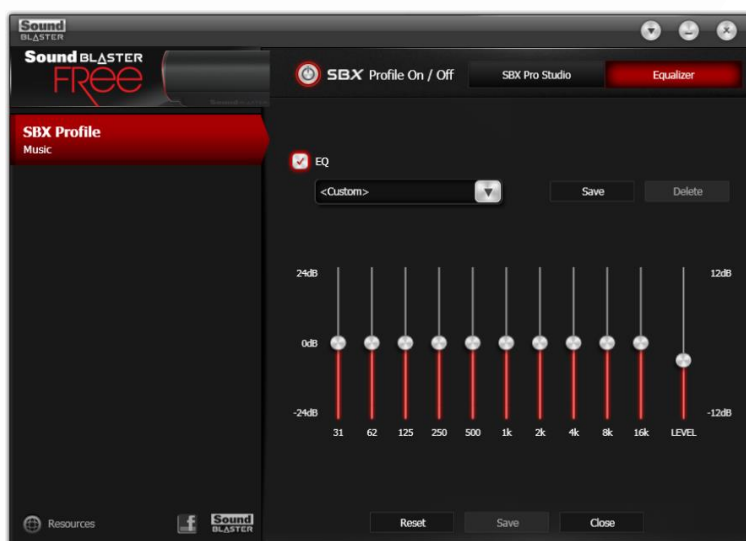 Sound
BLASTER
Sound BLASTER
FRee
SBX Profile On / Off
SBX Pro Studio
Equalizer
SBX Profile
Music
EQ
<Custom>
Save
Delete
24dB
12dB
0dB
-24dB
-12dB
31 62 125 250 500 1k 2k 4k 8k 16k LEVEL
Resources
f
Sound
BLASTER
Reset
Save
Close